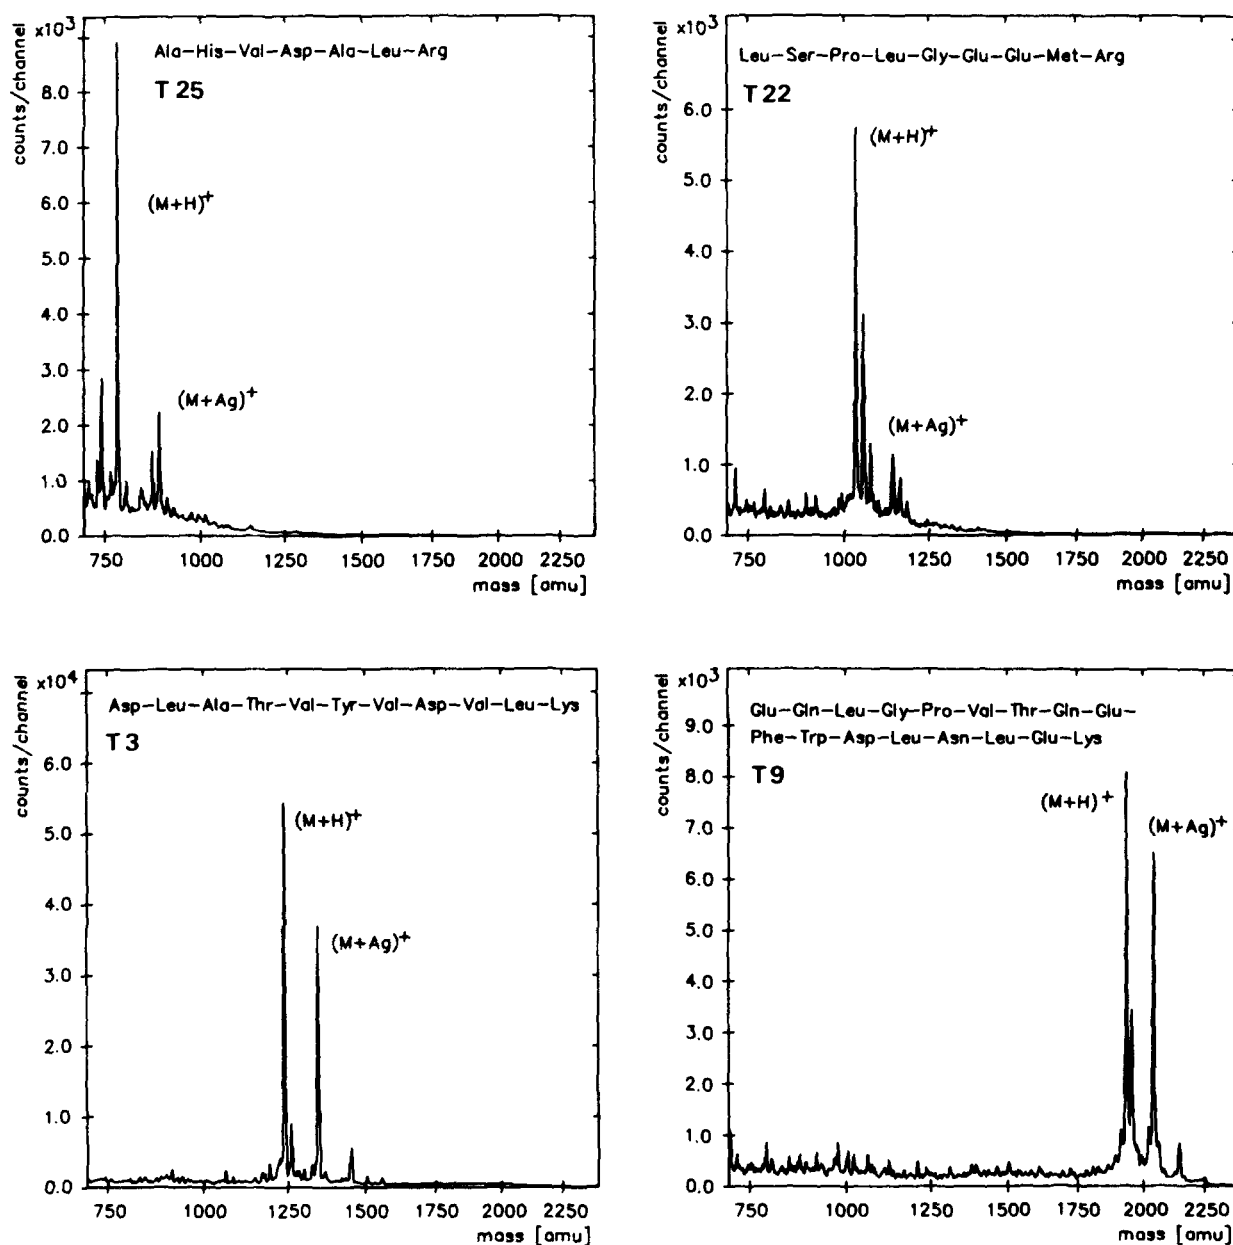 ×10³
counts/channel
Ala-His-Val-Asp-Ala-Leu-Arg
T 25
8.0
7.0
(M+H)⁺
6.0
5.0
4.0
3.0
(M+Ag)⁺
2.0
1.0
0.0
750 1000 1250 1500 1750 2000 2250
mass [amu]
×10³
counts/channel
Leu-Ser-Pro-Leu-Gly-Glu-Glu-Met-Arg
T 22
6.0
(M+H)⁺
5.0
4.0
3.0
2.0
(M+Ag)⁺
1.0
0.0
750 1000 1250 1500 1750 2000 2250
mass [amu]
×10⁴
counts/channel
Asp-Leu-Ala-Thr-Val-Tyr-Val-Asp-Val-Leu-Lys
T 3
6.0
(M+H)⁺
5.0
4.0
(M+Ag)⁺
3.0
2.0
1.0
0.0
750 1000 1250 1500 1750 2000 2250
mass [amu]
×10³
counts/channel
Glu-Gln-Leu-Gly-Pro-Val-Thr-Gln-Glu-
Phe-Trp-Asp-Leu-Asn-Leu-Glu-Lys
T 9
9.0
8.0
(M+H)⁺
(M+Ag)⁺
7.0
6.0
5.0
4.0
3.0
2.0
1.0
0.0
750 1000 1250 1500 1750 2000 2250
mass [amu]